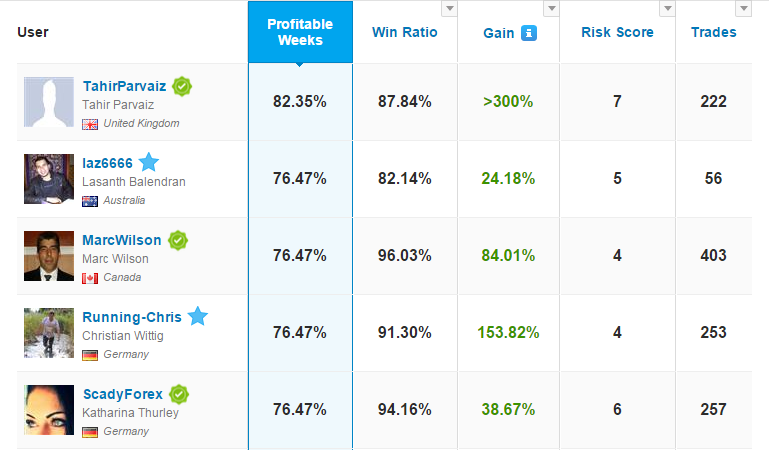 User
Profitable
Weeks
Win Ratio
Gain
Risk Score
Trades
TahirParvaiz
Tahir Parvaiz
United Kingdom
82.35%
87.84%
>300%
7
222
laz6666
Lasanth Balendran
Australia
76.47%
82.14%
24.18%
5
56
MarcWilson
Marc Wilson
Canada
76.47%
96.03%
84.01%
4
403
Running-Chris
Christian Wittig
Germany
76.47%
91.30%
153.82%
4
253
ScadyForex
Katharina Thurley
Germany
76.47%
94.16%
38.67%
6
257